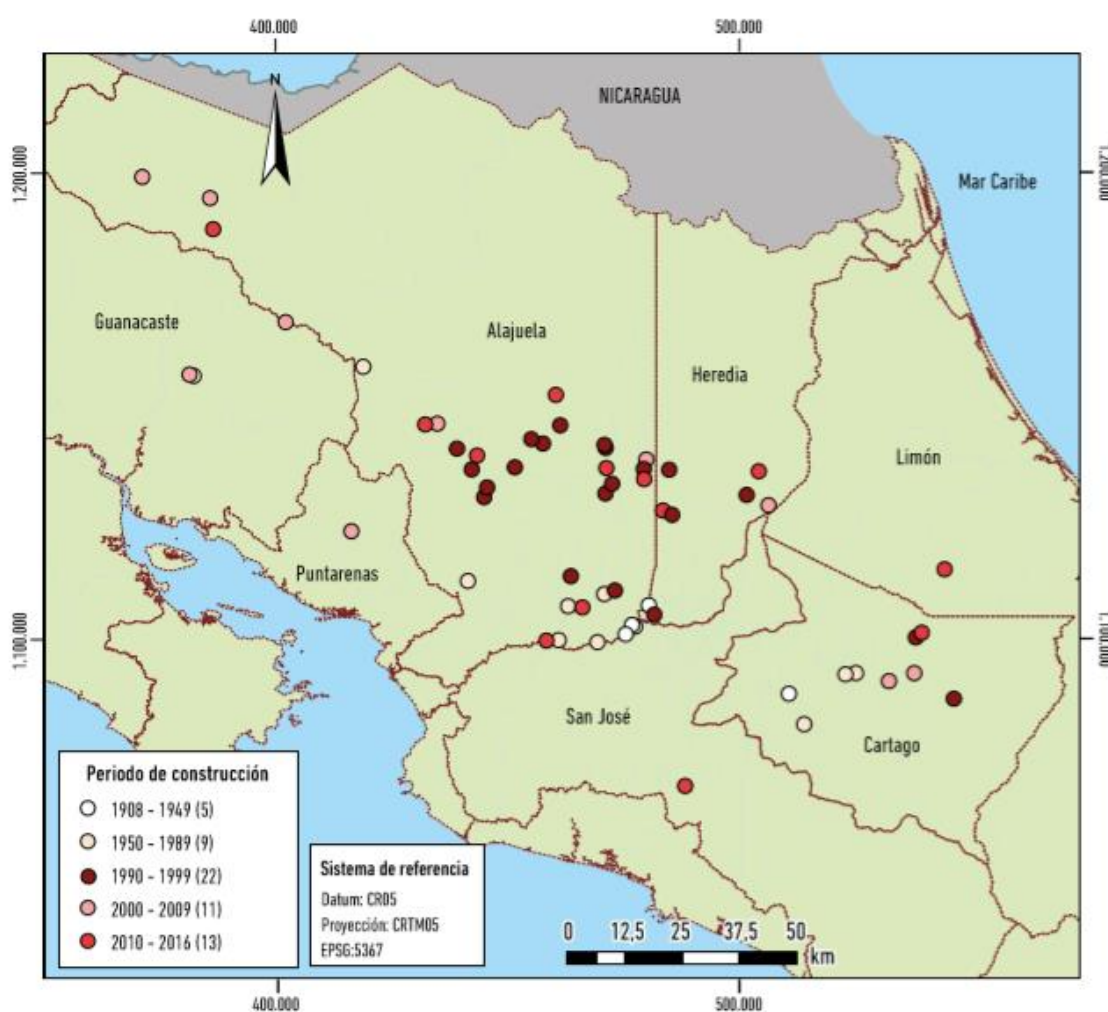 400.000
500.000
N
NICARAGUA
1.200.000
1.200.000
Mar Caribe
Guanacaste
Alajuela
Heredia
Limón
Puntarenas
1.100.000
1.100.000
San José
Cartago
Periodo de construcción
1908 - 1949 (5)
1950 - 1989 (9)
1990 - 1999 (22)
2000 - 2009 (11)
2010 - 2016 (13)
Sistema de referencia
Datum: CR05
Proyección: CRTM05
EPSG:5367
0 12,5 25 37,5 50
km
400.000
500.000